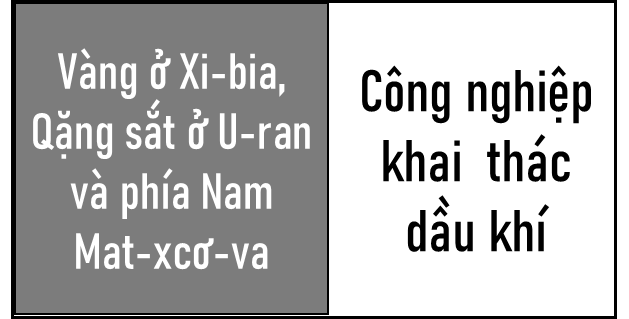 Vàng ở Xi-bia,
Qặng sắt ở U-ran
và phía Nam
Mat-xcơ-va
Công nghiệp
khai thác
dầu khí